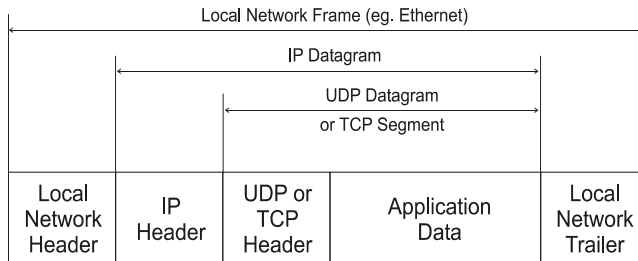 Local Network Frame (eg. Ethernet)
IP Datagram
UDP Datagram
or TCP Segment
Local
Network
Header
IP
Header
UDP or
TCP
Header
Application
Data
Local
Network
Trailer